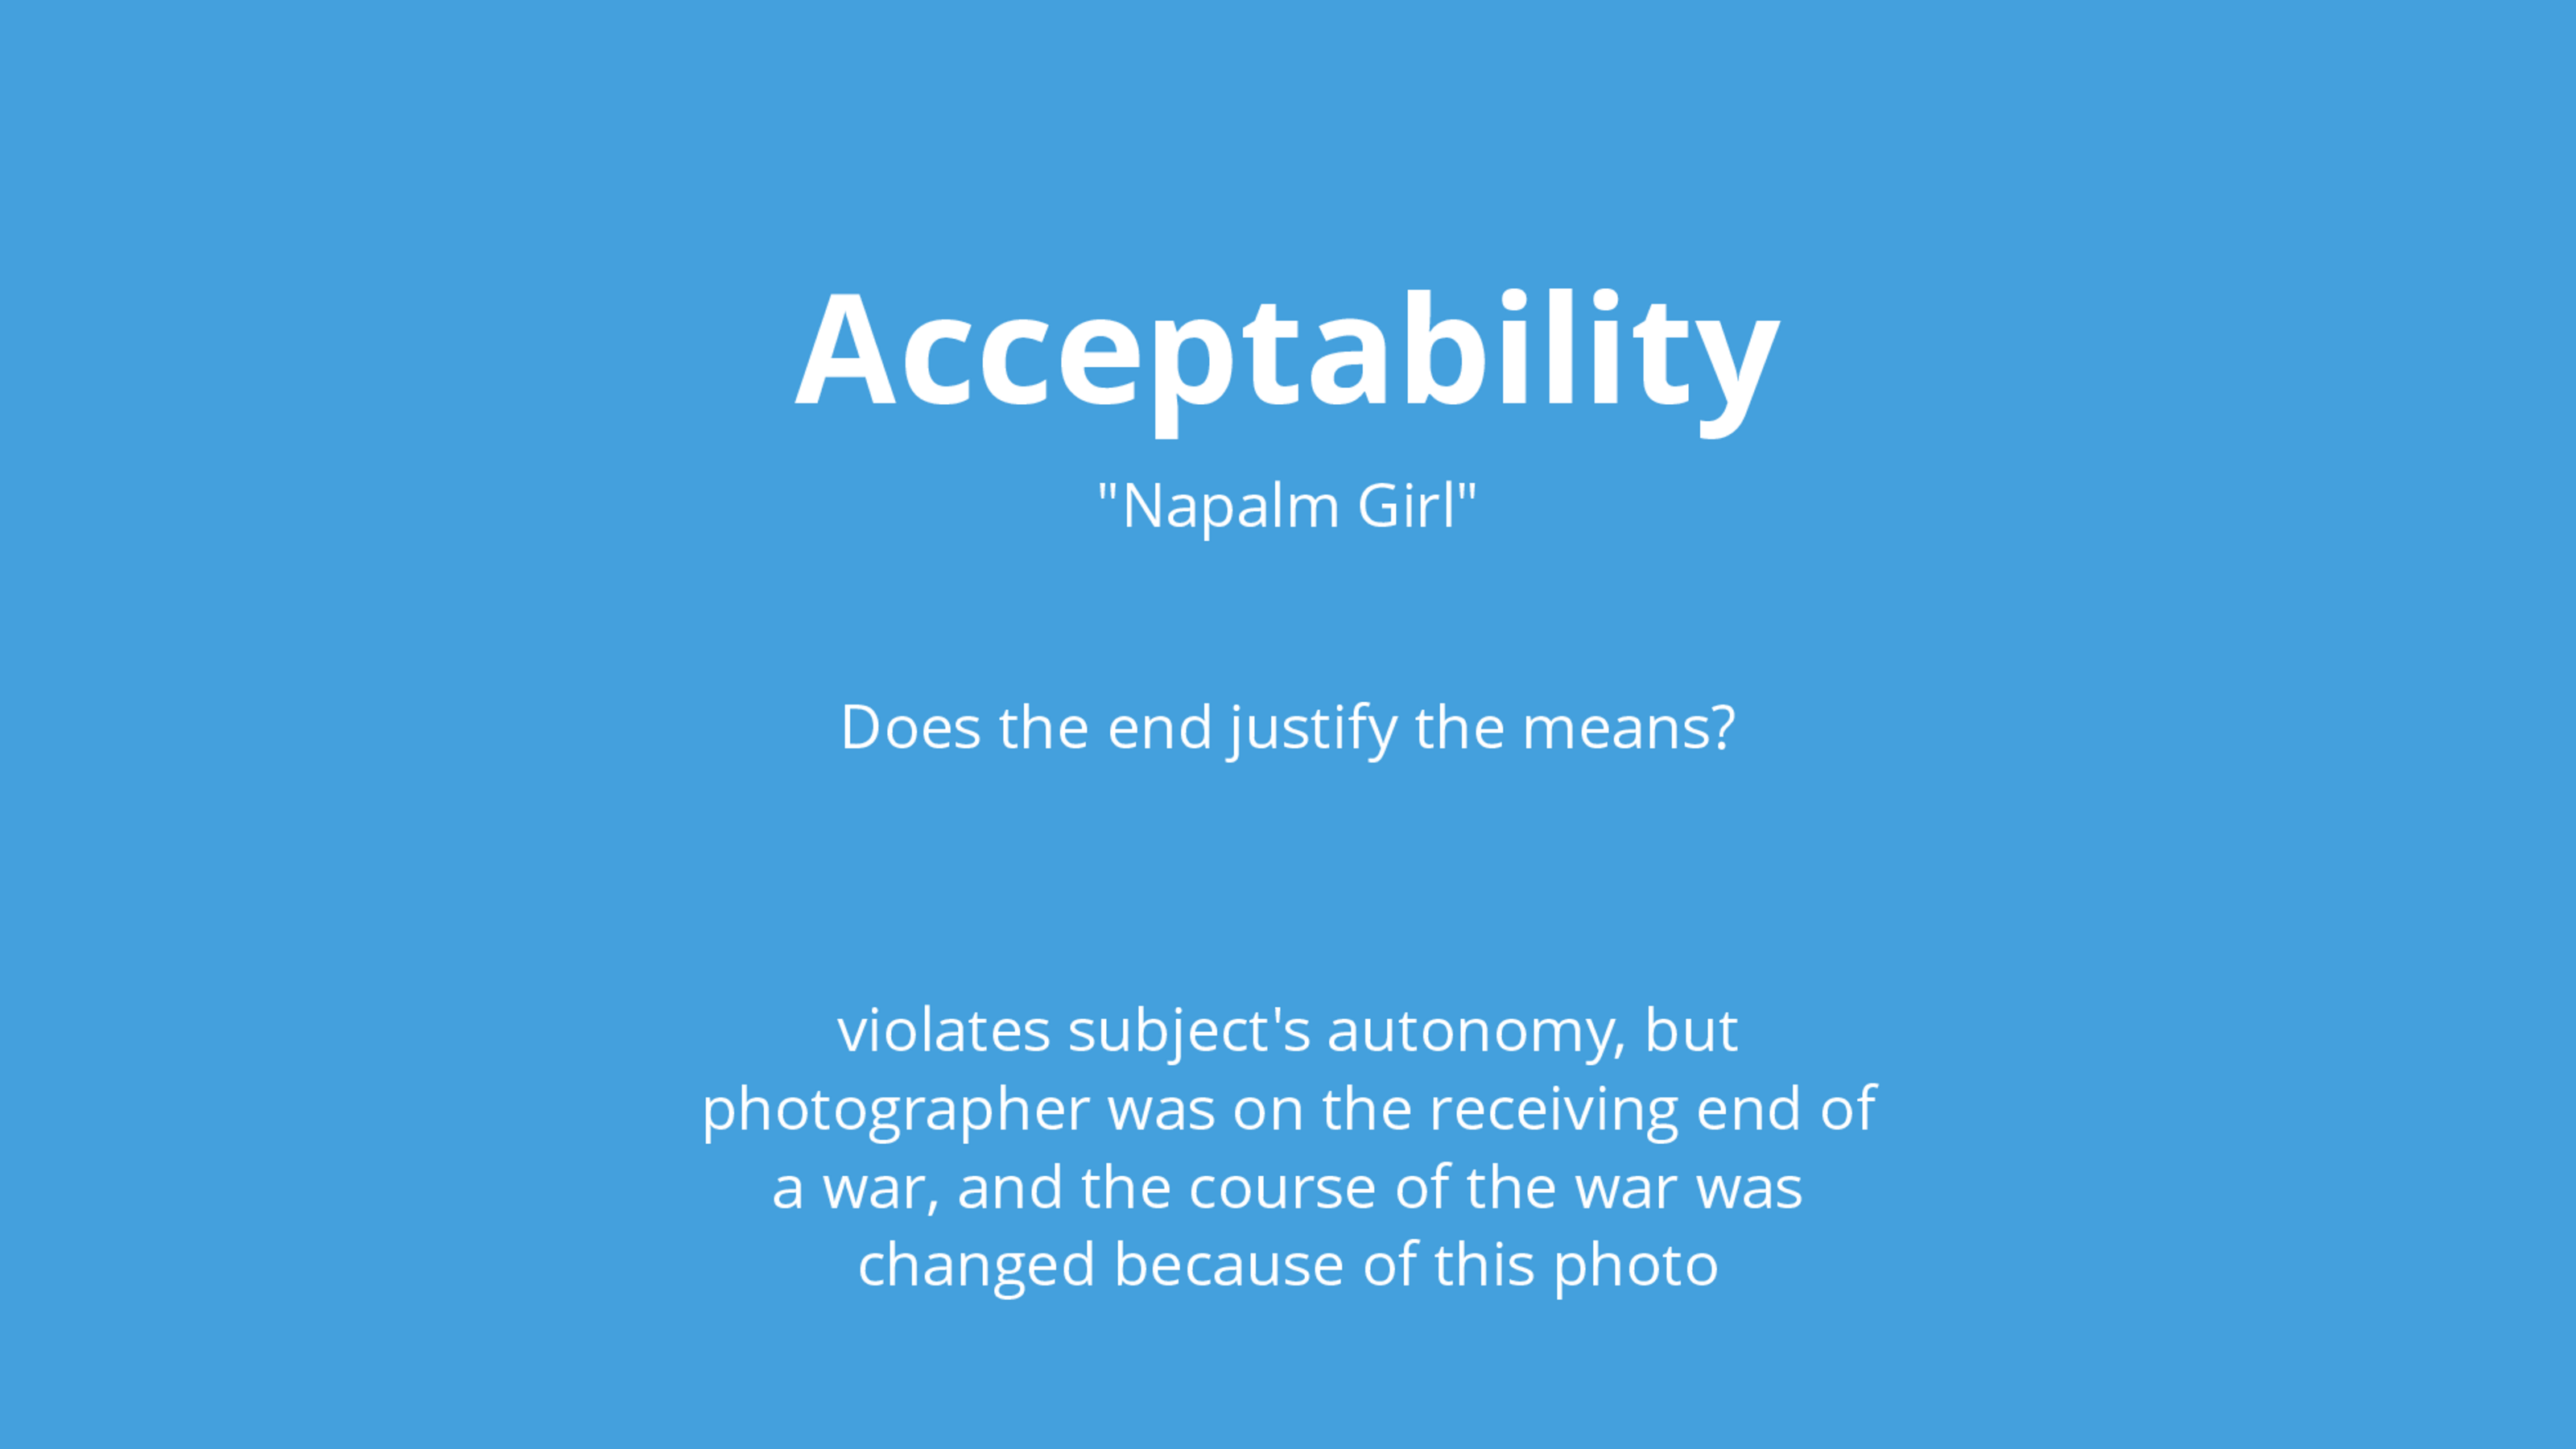 Acceptability
"Napalm Girl"
Does the end justify the means?
violates subject's autonomy, but
photographer was on the receiving end of
a war, and the course of the war was
changed because of this photo